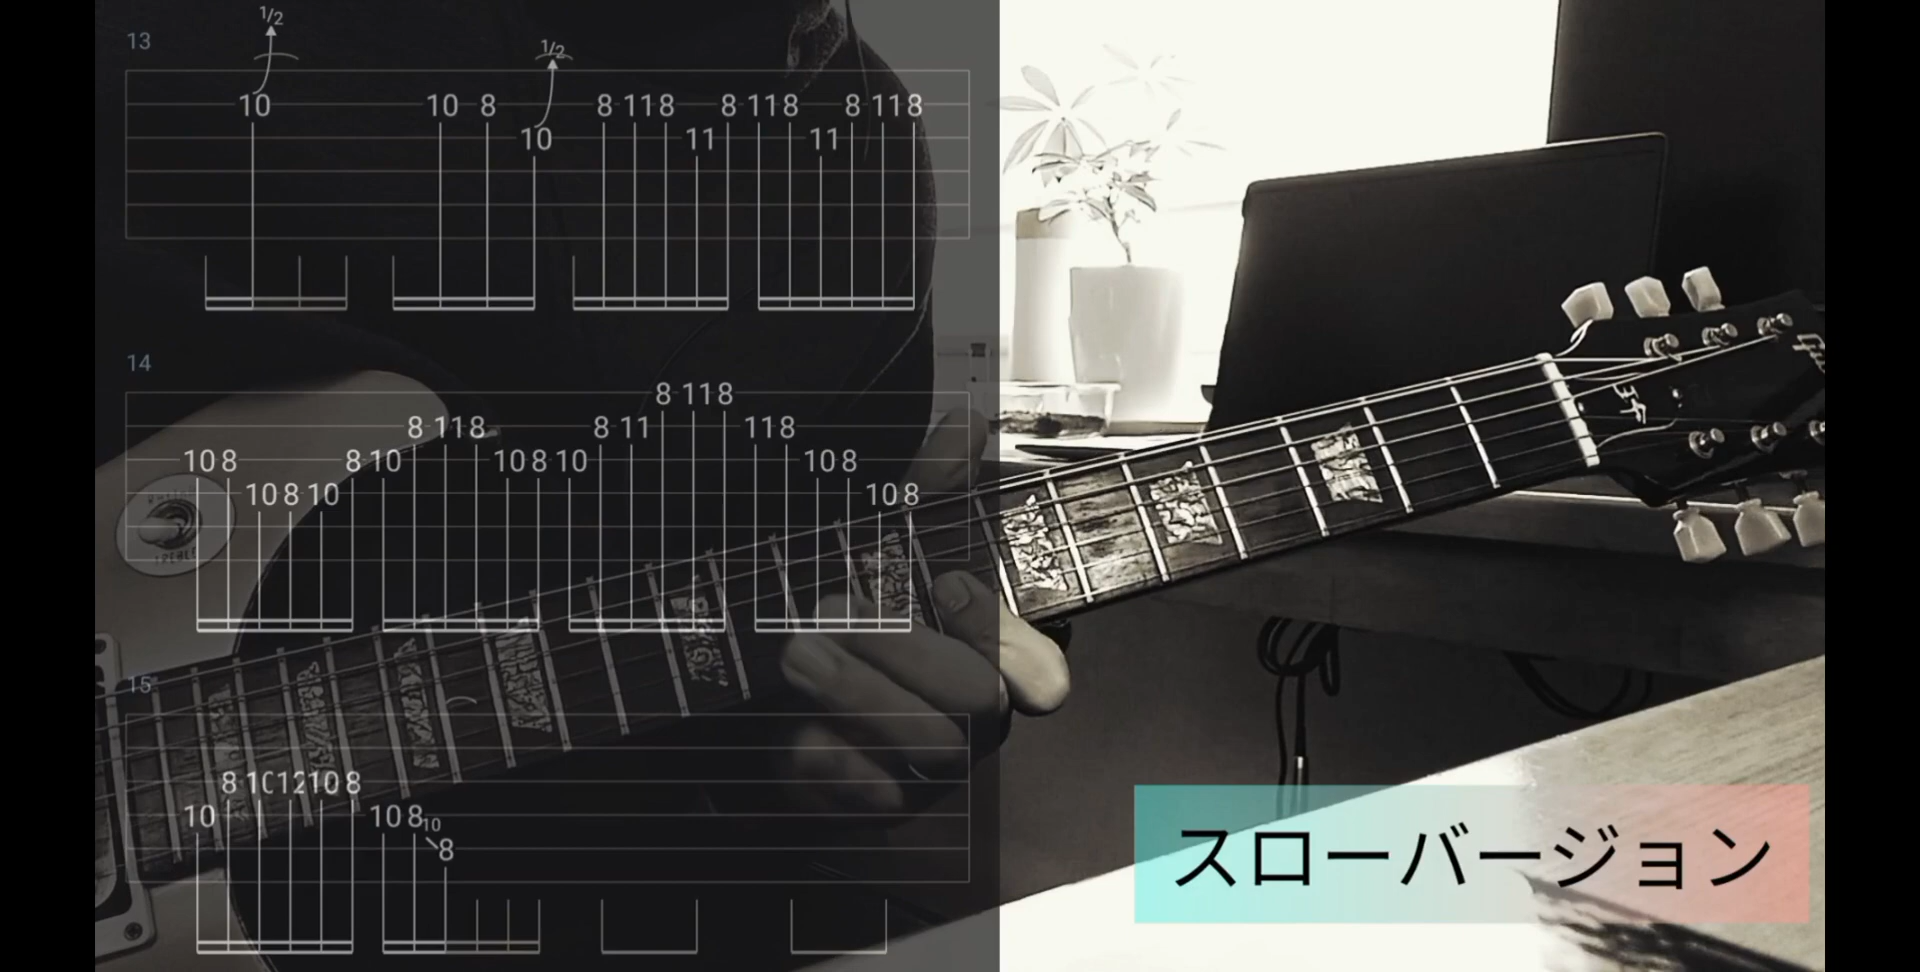 13
1/2
1/2
10 10 8 8 11 8 8 11 8 8 11 8
10 11 11
14
8 11 8
8 11 8 8 11 11 8
10 8 8 10 10 8 10 10 8
10 8 10 10 8
TREBLE
15
8 10 12 10 8
10 10 8 10
8
スローバージョン